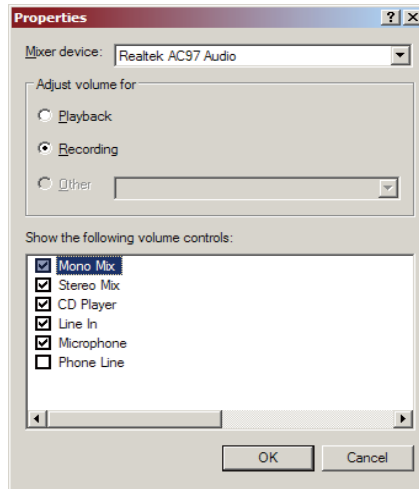 Properties
Mixer device: Realtek AC97 Audio
Adjust volume for
Playback
Recording
Other
Show the following volume controls:
Mono Mix
Stereo Mix
CD Player
Line In
Microphone
Phone Line
OK Cancel